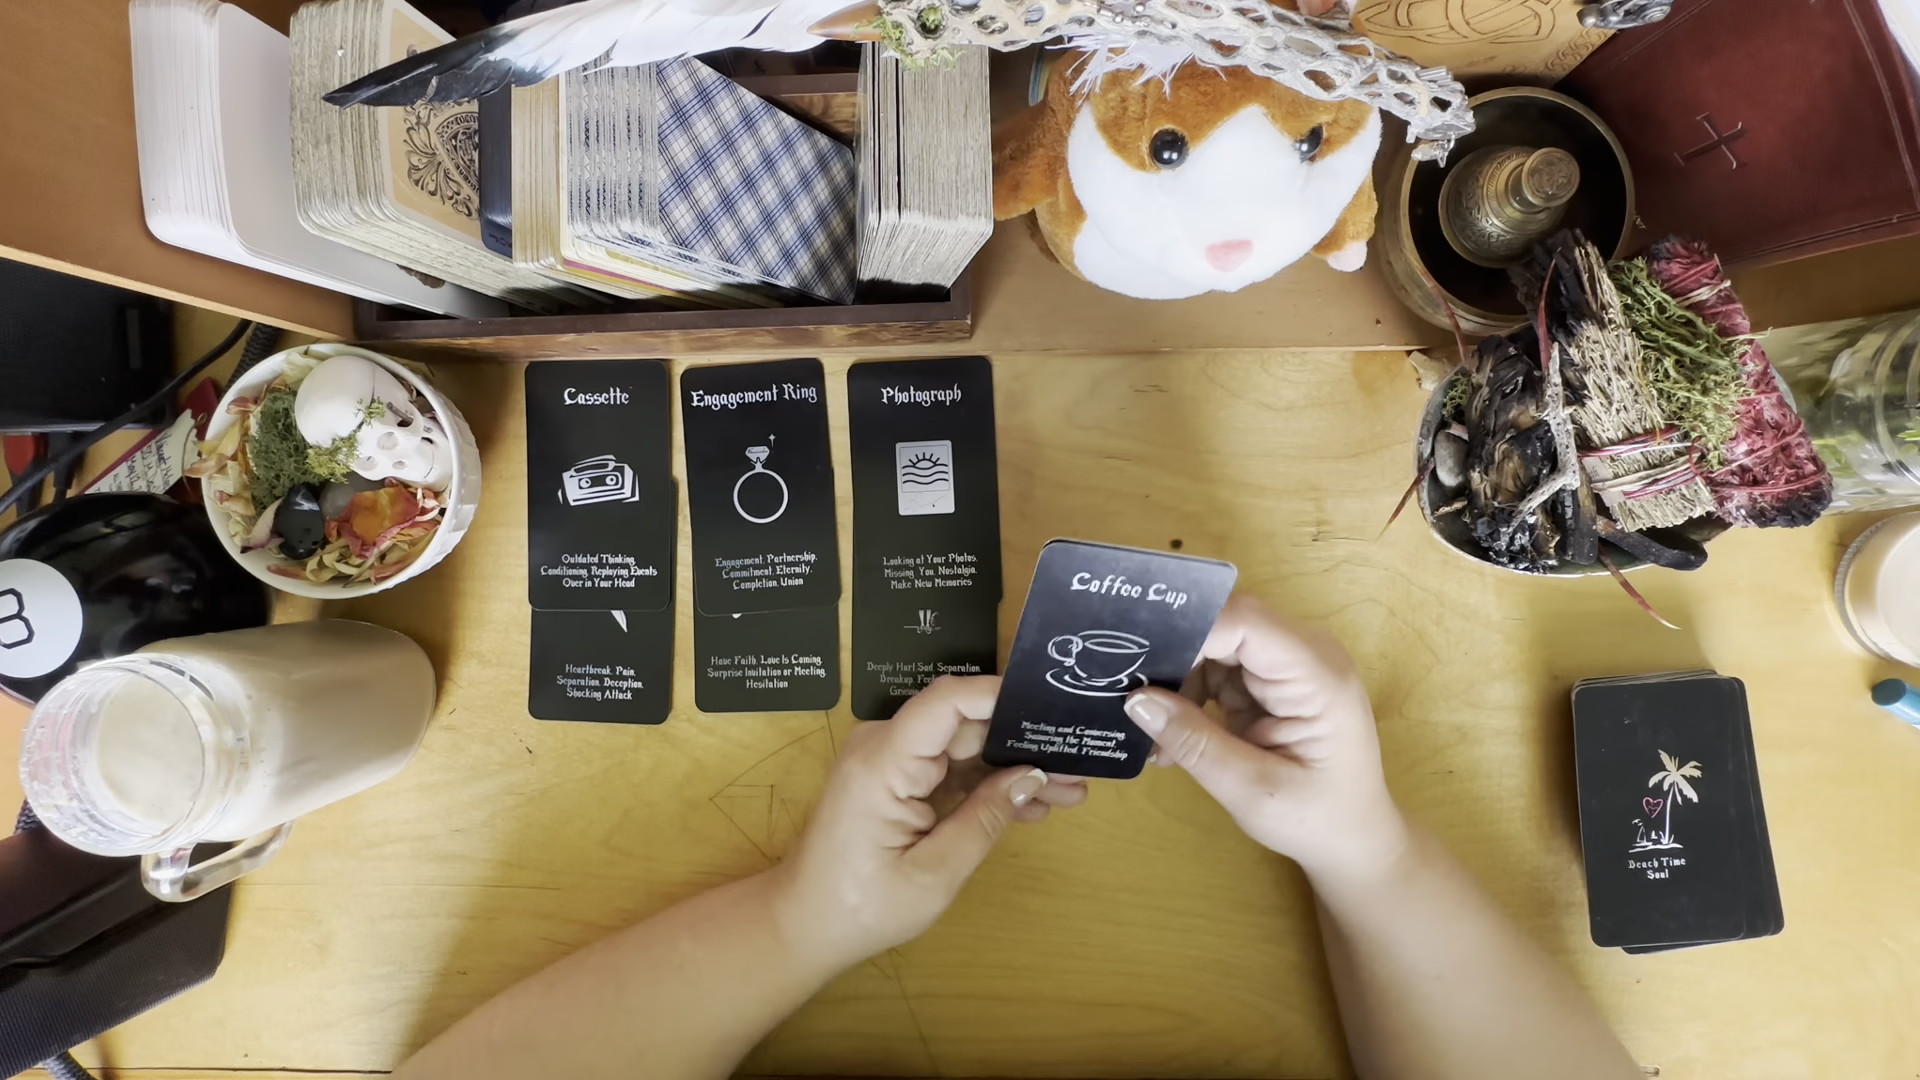 Cassette
Outdated Thinking,
Conditioning, Replaying Events
Over in Your Head
Heartbreak, Pain,
Separation, Deception,
Shocking Attack
Engagement Ring
Engagement, Partnership,
Commitment, Eternity,
Completion, Union
Have Faith, Love Is Coming,
Surprise Invitation or Meeting,
Hesitation
Photograph
Looking at Your Photos,
Missing You, Nostalgia,
Make New Memories
Deeply Hurt, Sad, Separation,
Breakup,
Coffee Cup
Meeting and Conversing,
Savoring the Moment,
Feeling Uplifted, Friendship
Beach Time
Soul
8